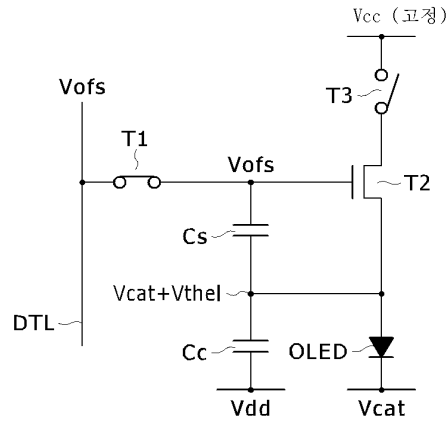 Vcc (고정)
Vofs
T3
T1
Vofs
T2
Cs
Vcat+Vthel
DTL
Cc
OLED
Vdd
Vcat